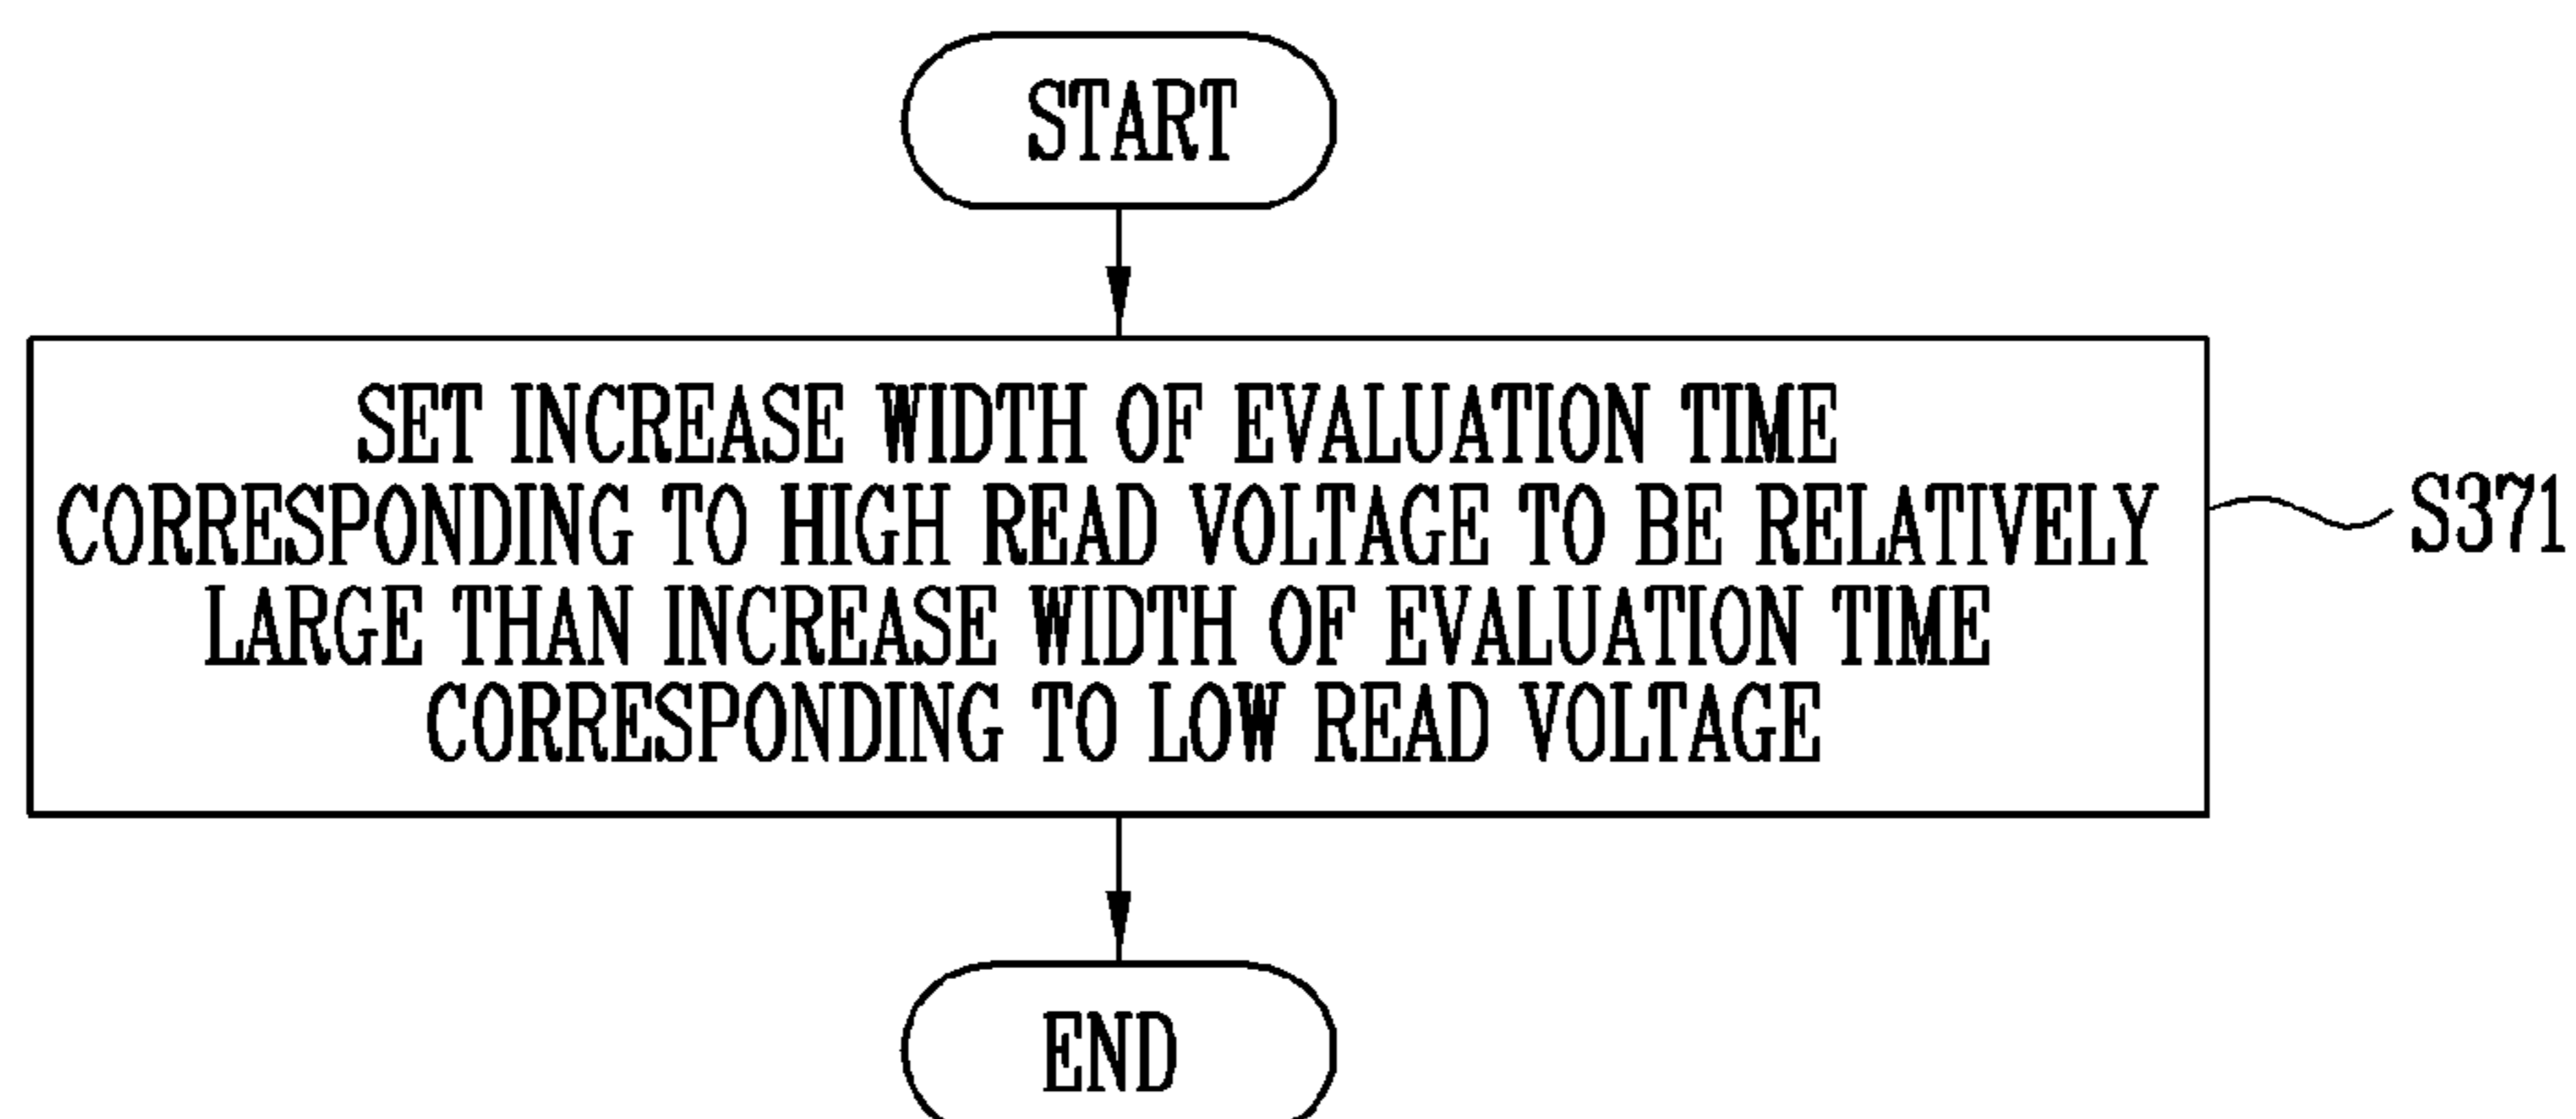 START
SET INCREASE WIDTH OF EVALUATION TIME
CORRESPONDING TO HIGH READ VOLTAGE TO BE RELATIVELY
LARGE THAN INCREASE WIDTH OF EVALUATION TIME
CORRESPONDING TO LOW READ VOLTAGE
S371
END